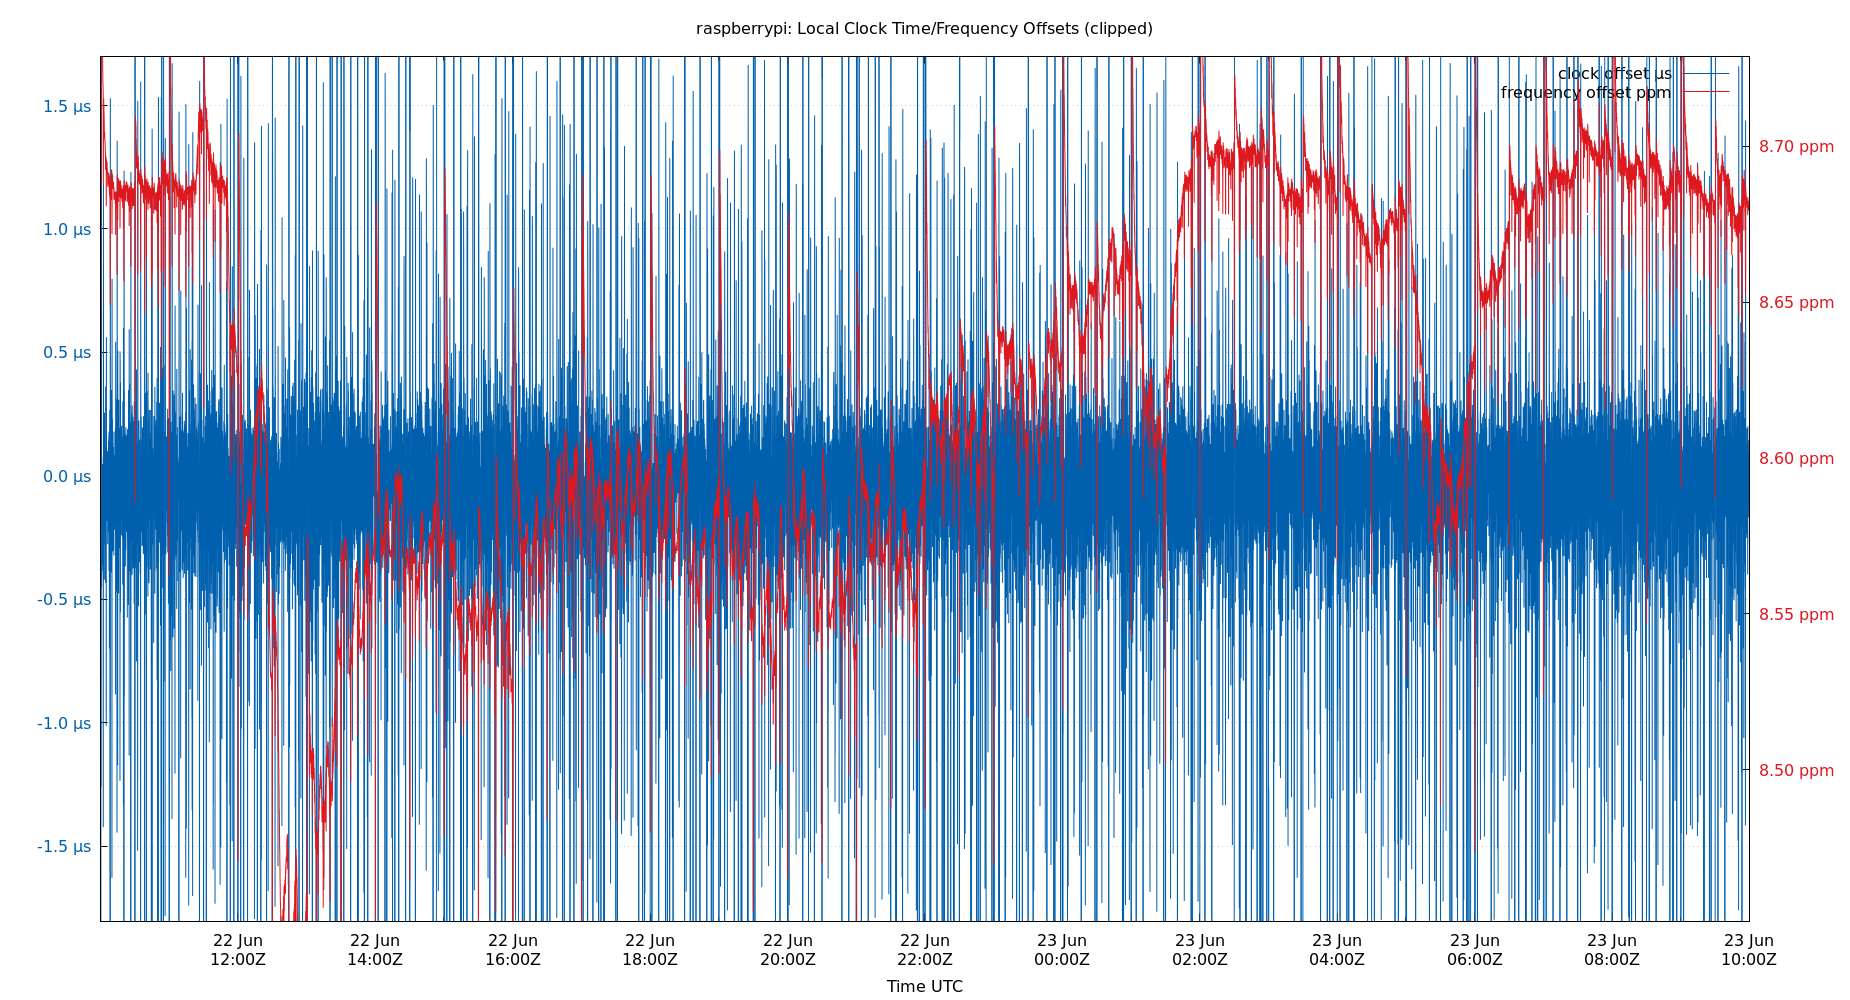 raspberrypi: Local Clock Time/Frequency Offsets (clipped)
clock offset µs
frequency offset ppm
1.5 µs
1.0 µs
0.5 µs
0.0 µs
-0.5 µs
-1.0 µs
-1.5 µs
8.70 ppm
8.65 ppm
8.60 ppm
8.55 ppm
8.50 ppm
22 Jun 22 Jun 22 Jun 22 Jun 22 Jun 22 Jun 23 Jun 23 Jun 23 Jun 23 Jun 23 Jun 23 Jun
12:00Z 14:00Z 16:00Z 18:00Z 20:00Z 22:00Z 00:00Z 02:00Z 04:00Z 06:00Z 08:00Z 10:00Z
Time UTC